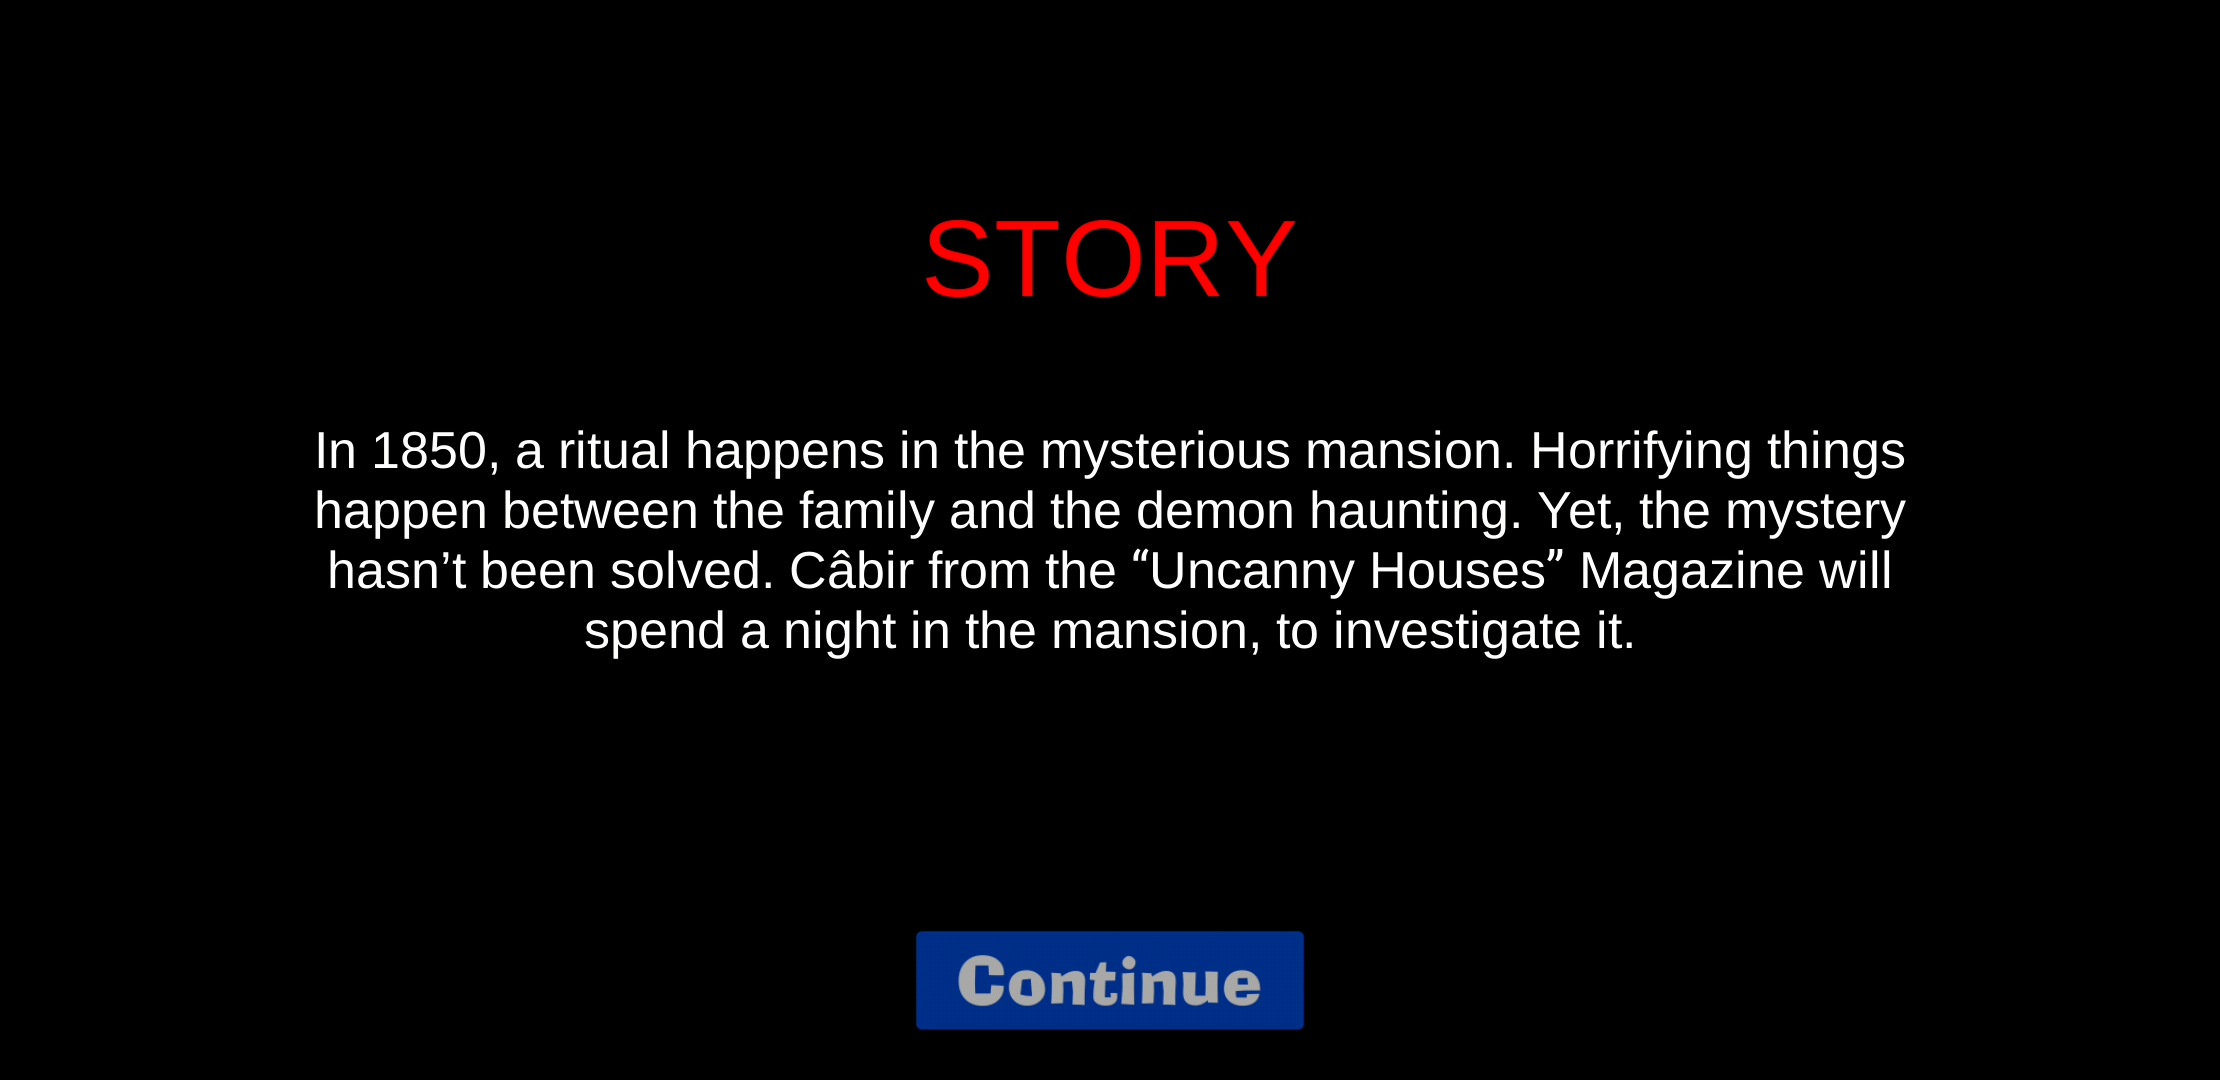 STORY
In 1850, a ritual happens in the mysterious mansion. Horrifying things
happen between the family and the demon haunting. Yet, the mystery
hasn’t been solved. Câbir from the “Uncanny Houses” Magazine will
spend a night in the mansion, to investigate it.
Continue